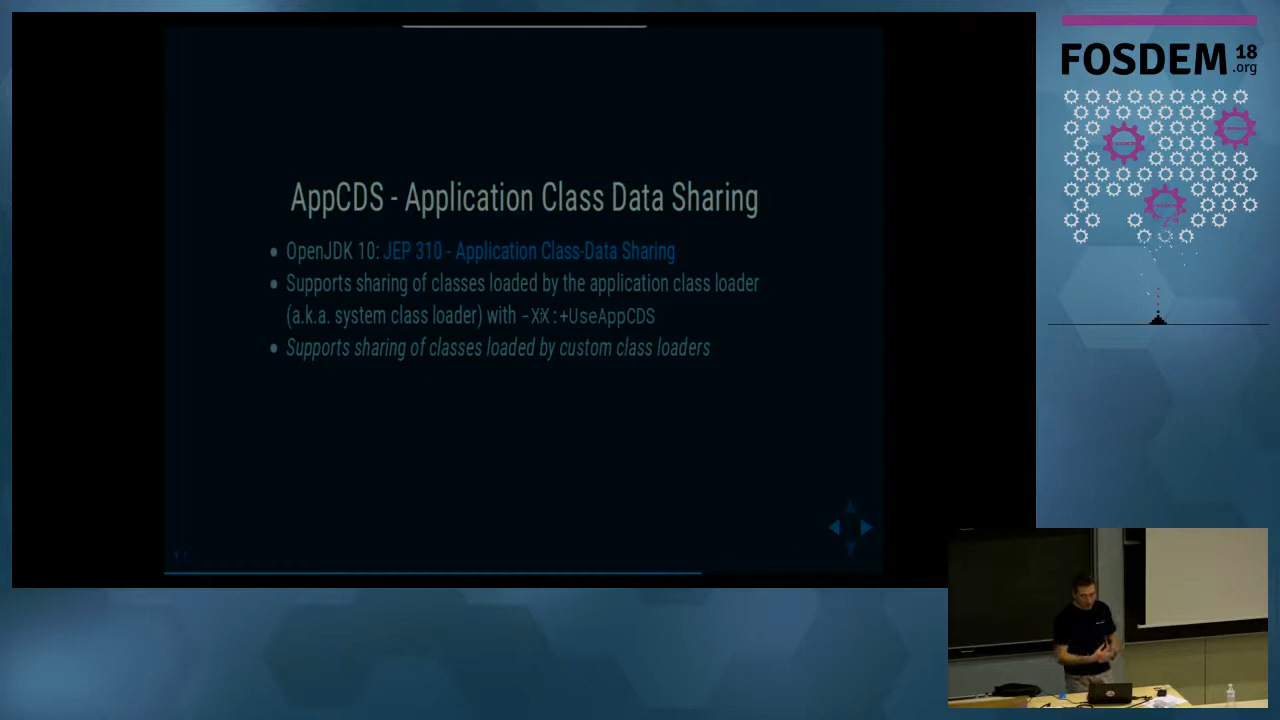 FOSDEM 18
.org
AppCDS - Application Class Data Sharing
OpenJDK 10: JEP 310 - Application Class-Data Sharing
Supports sharing of classes loaded by the application class loader
(a.k.a. system class loader) with -XX:+UseAppCDS
Supports sharing of classes loaded by custom class loaders